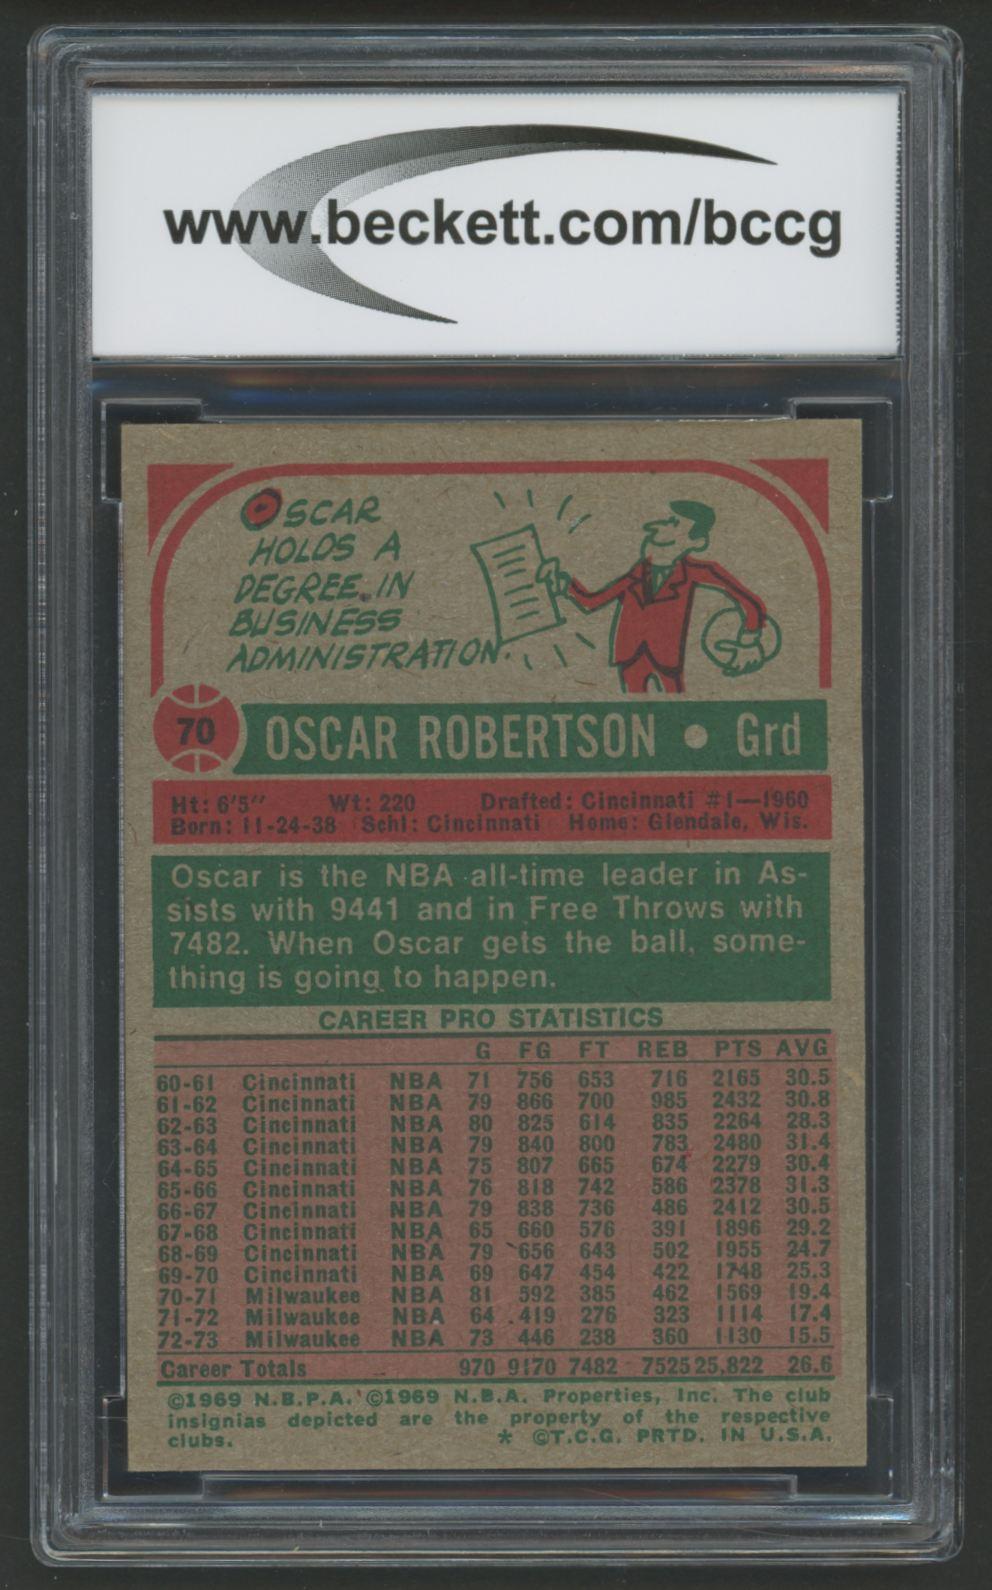 www.beckett.com/bccg
OSCAR
HOLDS A
DEGREE IN
BUSINESS
ADMINISTRATION.
70
OSCAR ROBERTSON • Grd
Ht: 6'5" Wt: 220 Drafted: Cincinnati #1—1960
Born: 11-24-38 Schl: Cincinnati Home: Glendale, Wis.
Oscar is the NBA all-time leader in As-
sists with 9441 and in Free Throws with
7482. When Oscar gets the ball, some-
thing is going to happen.
CAREER PRO STATISTICS
G FG FT REB PTS AVG
60-61 Cincinnati NBA 71 756 653 716 2165 30.5
61-62 Cincinnati NBA 79 866 700 985 2432 30.8
62-63 Cincinnati NBA 80 825 614 835 2264 28.3
63-64 Cincinnati NBA 79 840 800 783 2480 31.4
64-65 Cincinnati NBA 75 807 665 674 2279 30.4
65-66 Cincinnati NBA 76 818 742 586 2378 31.3
66-67 Cincinnati NBA 79 838 736 486 2412 30.5
67-68 Cincinnati NBA 65 660 576 391 1896 29.2
68-69 Cincinnati NBA 79 656 643 502 1955 24.7
69-70 Cincinnati NBA 69 647 454 422 1748 25.3
70-71 Milwaukee NBA 81 592 385 462 1569 19.4
71-72 Milwaukee NBA 64 419 276 323 1114 17.4
72-73 Milwaukee NBA 73 446 238 360 1130 15.5
Career Totals 970 9170 7482 7525 25,822 26.6
©1969 N.B.P.A. ©1969 N.B.A. Properties, Inc. The club
insignias depicted are the property of the respective
clubs. * ©T.C.G. PRTD. IN U.S.A.